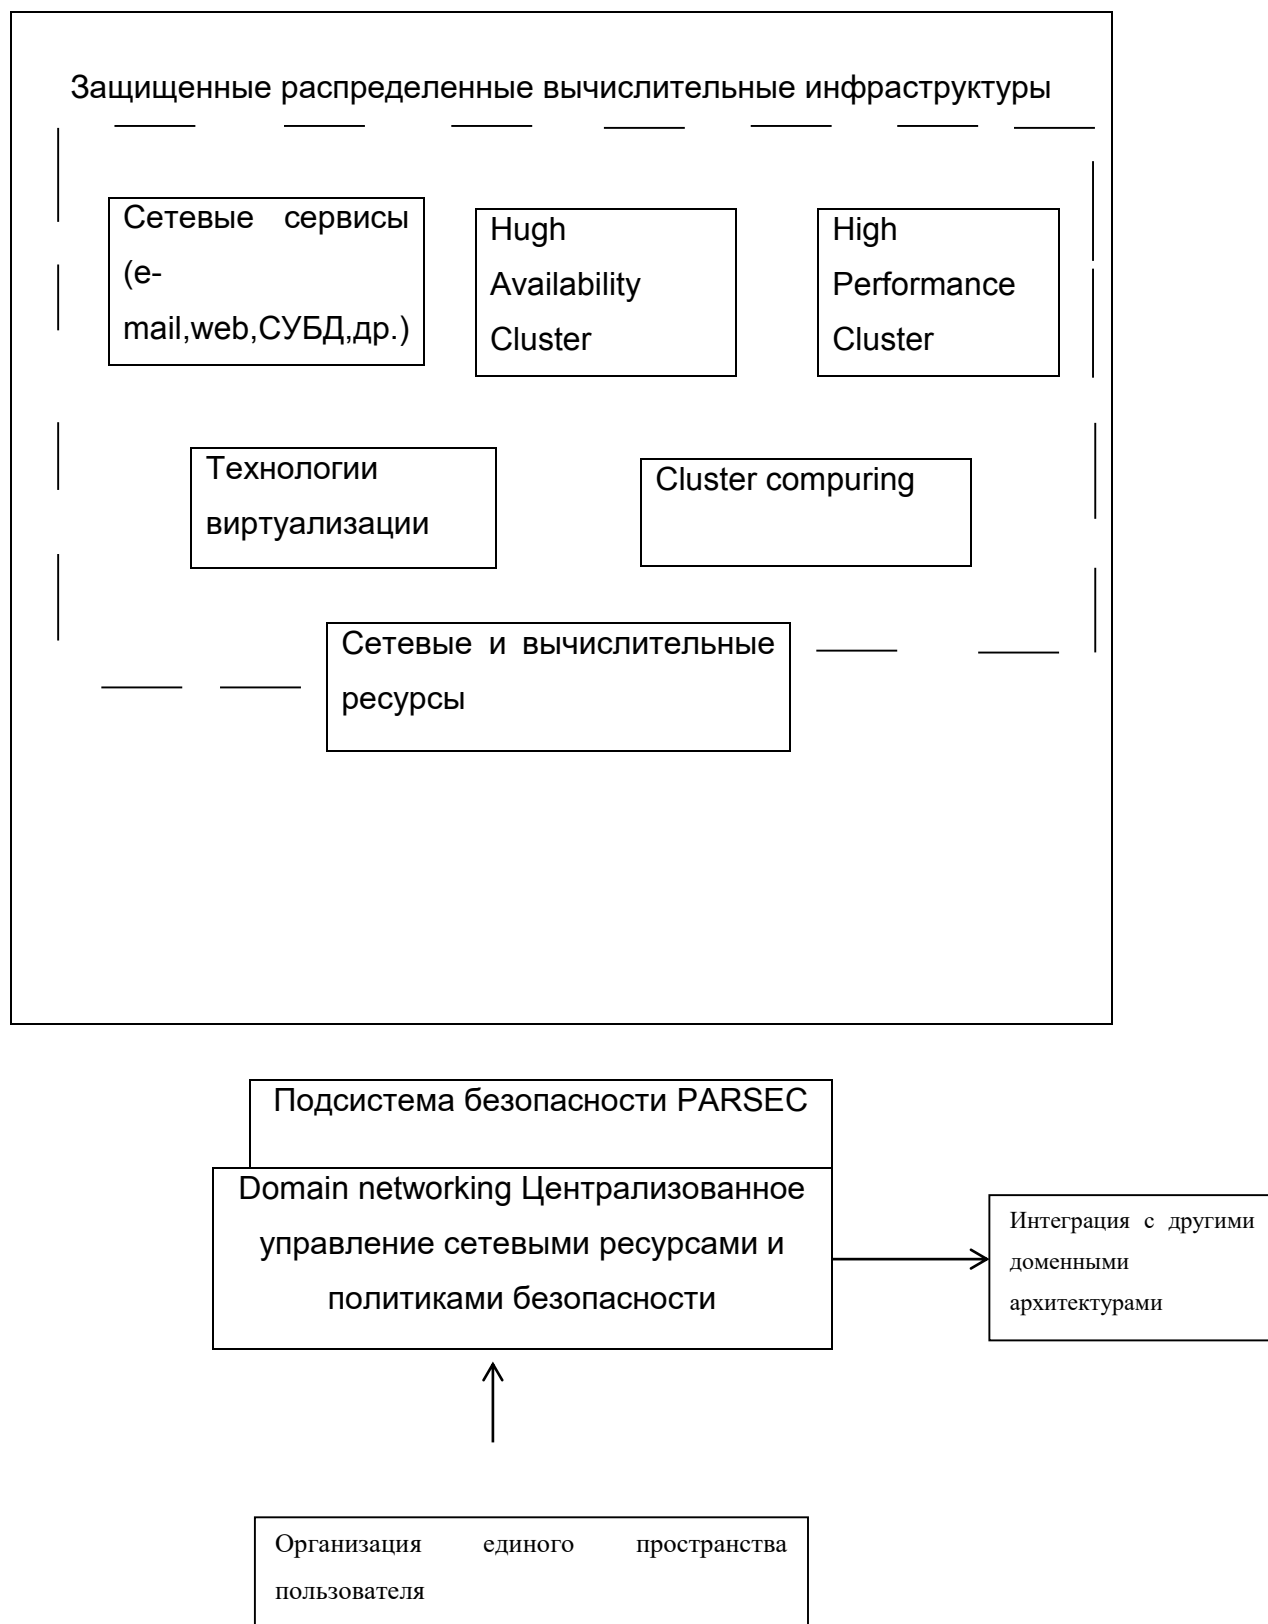 Защищенные распределенные вычислительные инфраструктуры
Сетевые сервисы
(e-
mail,web,СУБД,др.)
Hugh
Availability
Cluster
High
Performance
Cluster
Технологии
виртуализации
Cluster compuring
Сетевые и вычислительные
ресурсы
Подсистема безопасности PARSEC
Domain networking Централизованное
управление сетевыми ресурсами и
политиками безопасности
Интеграция с другими
доменными
архитектурами
Организация единого пространства
пользователя